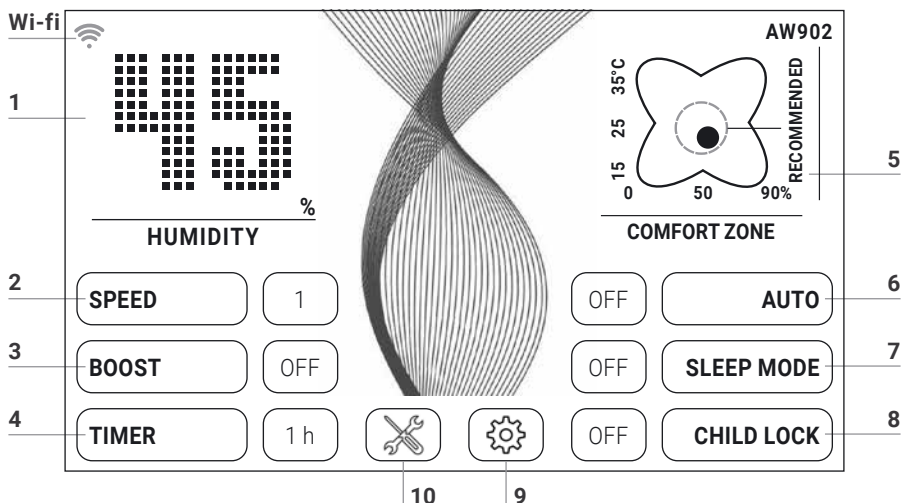 Wi-fi
AW902
1
45
%
HUMIDITY
35°C
25
15
0
50
90%
RECOMMENDED
COMFORT ZONE
5
2
SPEED
1
OFF
AUTO
6
3
BOOST
OFF
OFF
SLEEP MODE
7
4
TIMER
1 h
OFF
CHILD LOCK
8
10
9